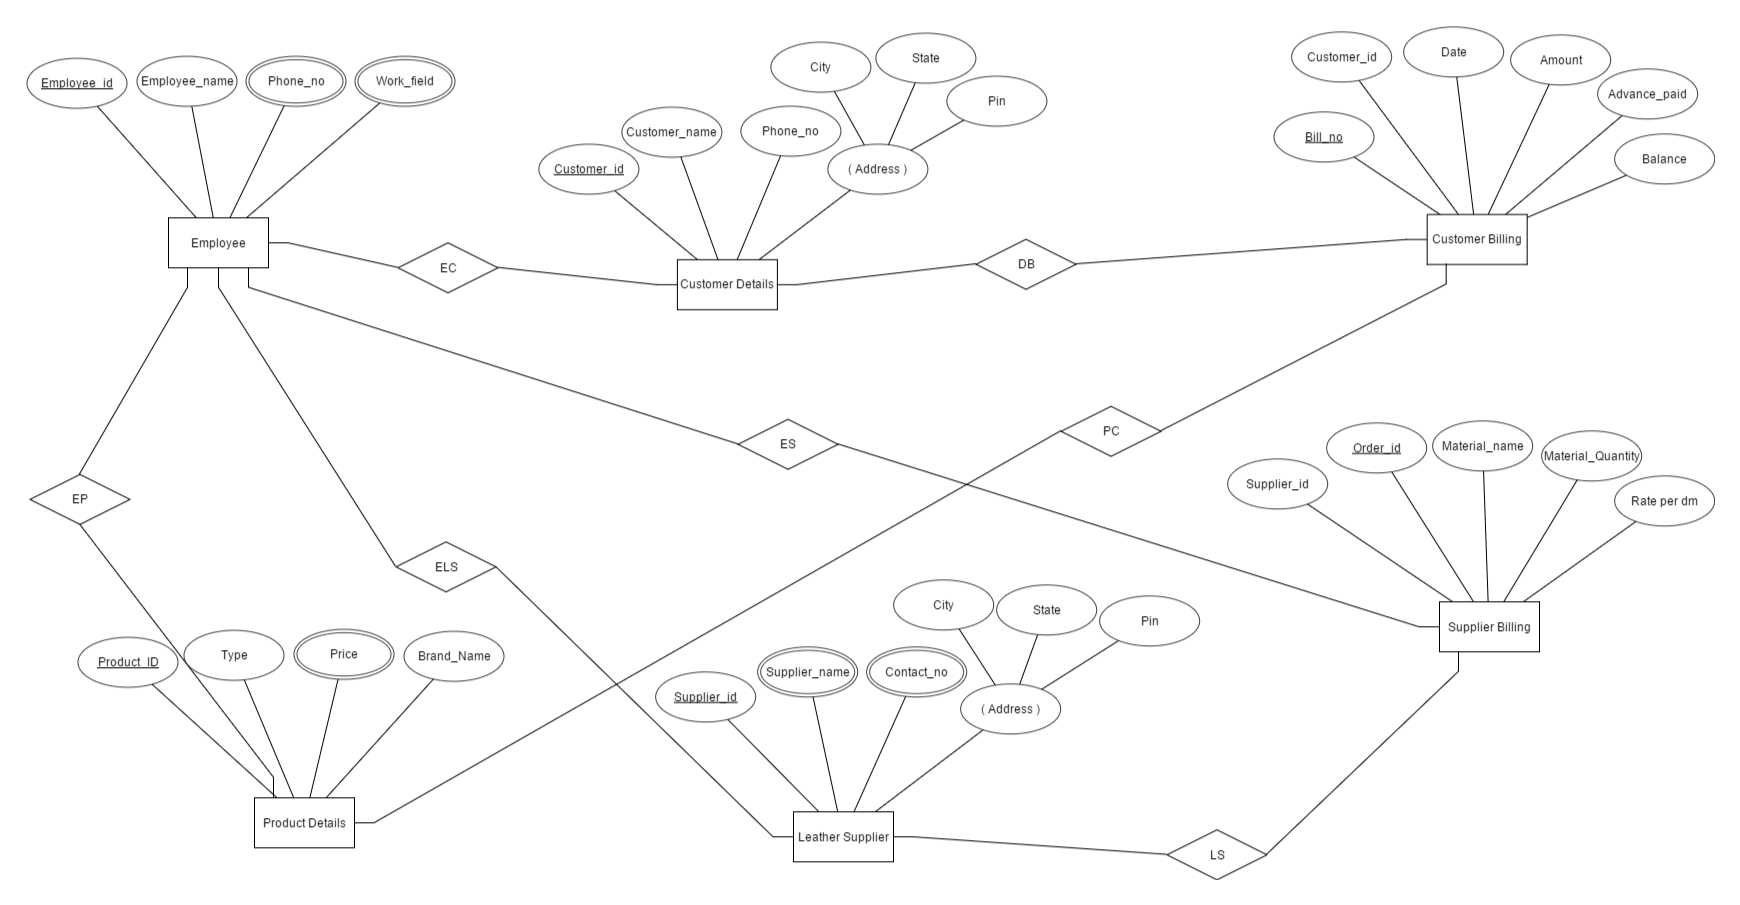 Employee_id
Employee_name
Phone_no
Work_field
Employee
EC
Customer_id
Customer_name
Phone_no
City
State
Pin
( Address )
Customer Details
DB
Bill_no
Customer_id
Date
Amount
Advance_paid
Balance
Customer Billing
EP
ELS
ES
PC
Supplier_id
Order_id
Material_name
Material_Quantity
Rate per dm
Supplier Billing
Product_ID
Type
Price
Brand_Name
Product Details
Supplier_id
Supplier_name
Contact_no
City
State
Pin
( Address )
Leather Supplier
LS